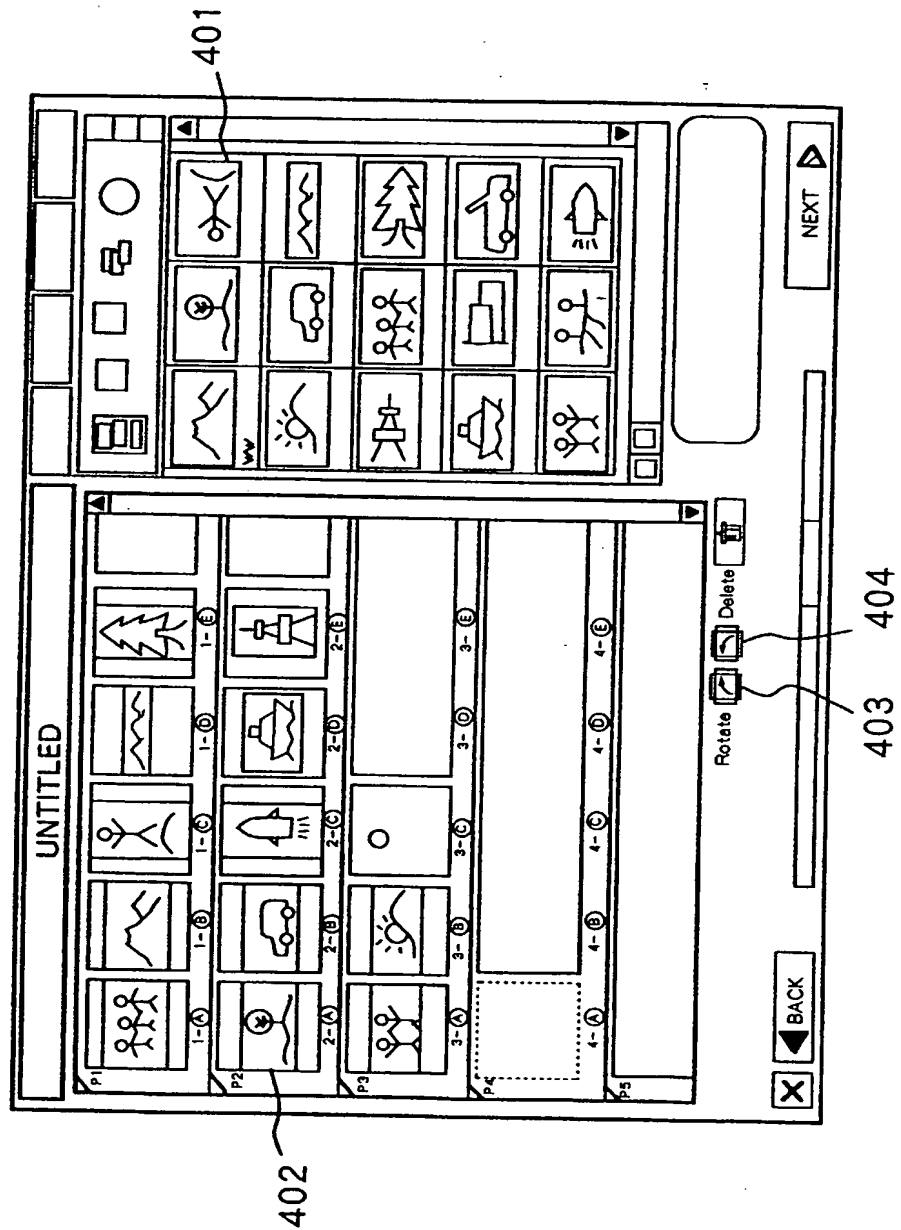 UNTITLED
P1
1-Ⓐ 1-Ⓑ 1-Ⓒ 1-Ⓓ 1-Ⓔ
P2
2-Ⓐ 2-Ⓑ 2-Ⓒ 2-Ⓓ 2-Ⓔ
P3
3-Ⓐ 3-Ⓑ 3-Ⓒ 3-Ⓓ 3-Ⓔ
P4
4-Ⓐ 4-Ⓑ 4-Ⓒ 4-Ⓓ 4-Ⓔ
P5
Rotate Delete
BACK
NEXT
401
402
403
404